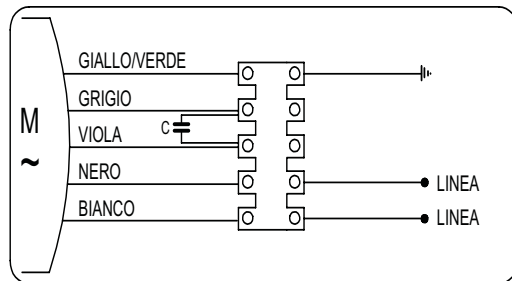 GIALLO/VERDE
GRIGIO
M
C
VIOLA
~
NERO
LINEA
BIANCO
LINEA